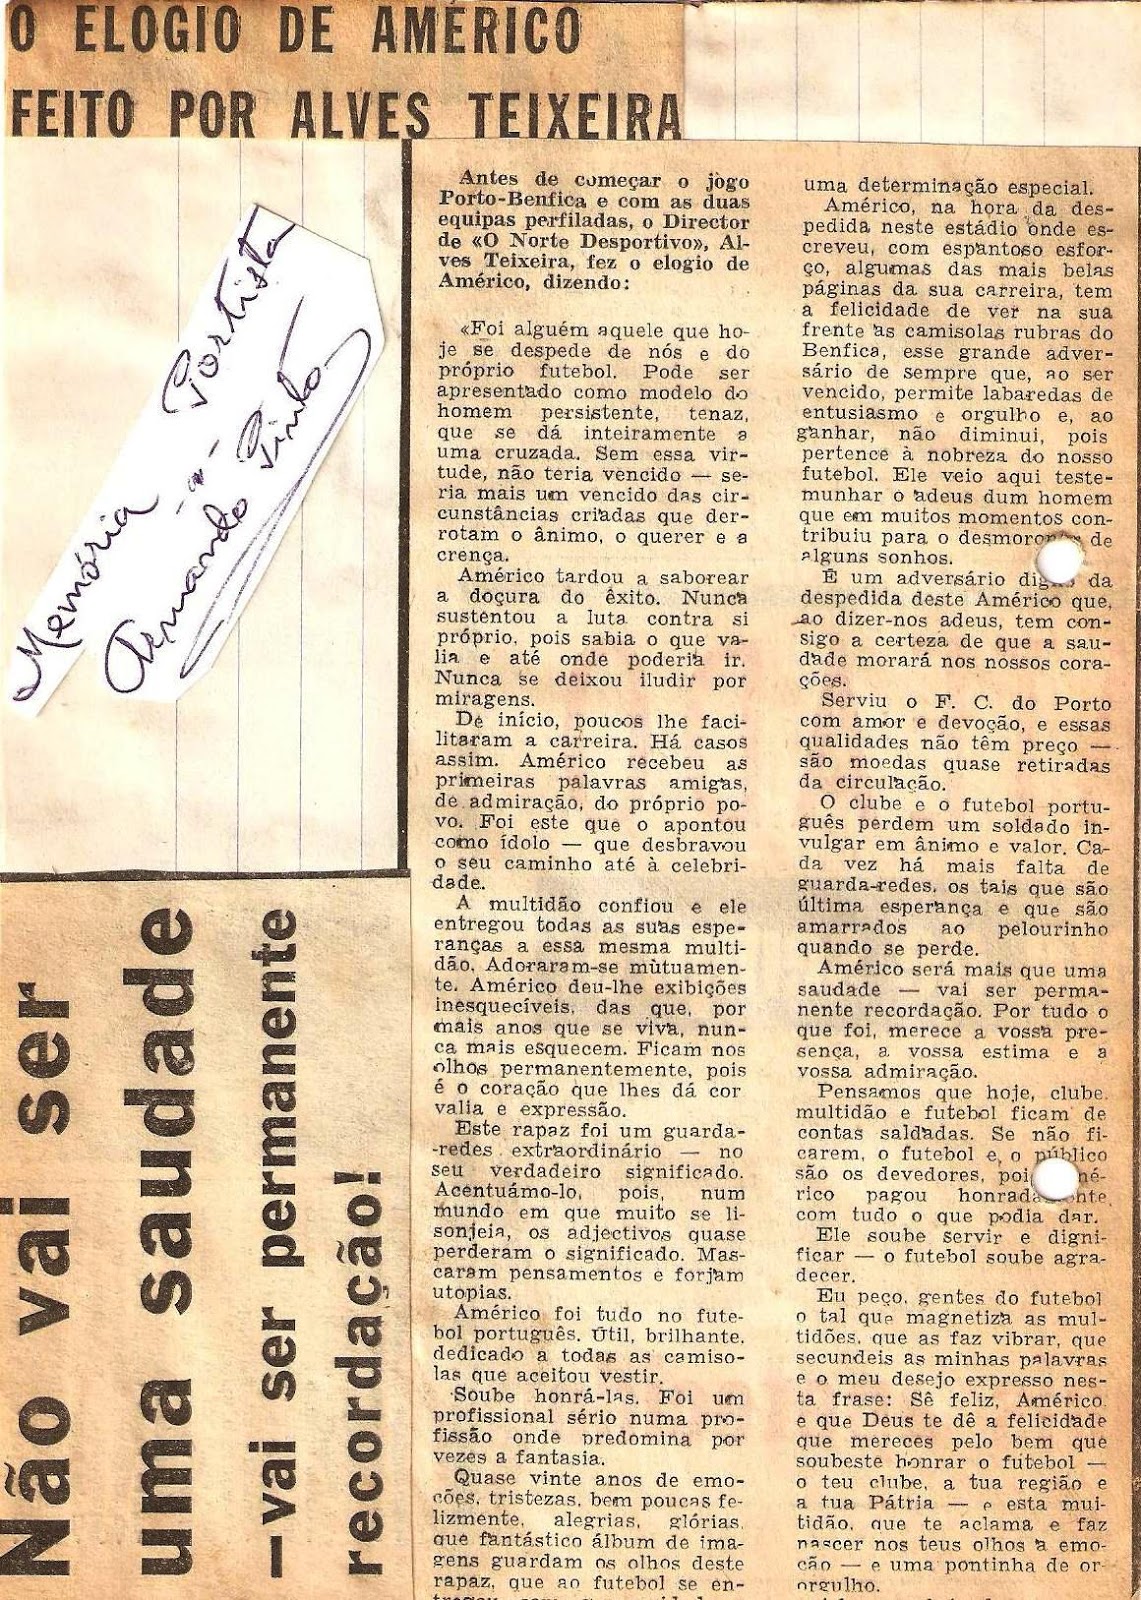 O ELOGIO DE AMÉRICO
FEITO POR ALVES TEIXEIRA
Memória Portista
-a-
Armando Pinto
Não vai ser
uma saudade
—vai ser permanente
recordação!
Antes de começar o jôgo
Porto-Benfica e com as duas
equipas perfiladas, o Director
de «O Norte Desportivo», Al-
ves Teixeira, fez o elogio de
Américo, dizendo:
«Foi alguém aquele que ho-
je se despede de nós e do
próprio futebol. Pode ser
apresentado como modelo do
homem persistente, tenaz,
que se dá inteiramente a
uma cruzada. Sem essa vir-
tude, não teria vencido — se-
ria mais um vencido das cir-
cunstâncias criadas que der-
rotam o ânimo, o querer e a
crença.
Américo tardou a saborear
a doçura do êxito. Nunca
sustentou a luta contra si
próprio, pois sabia o que va-
lia e até onde poderia ir.
Nunca se deixou iludir por
miragens.
De início, poucos lhe faci-
litaram a carreira. Há casos
assim. Américo recebeu as
primeiras palavras amigas,
de admiração, do próprio po-
vo. Foi este que o apontou
como ídolo — que desbravou
o seu caminho até à celebri-
dade.
A multidão confiou e ele
entregou todas as suas espe-
ranças a essa mesma multi-
dão. Adoraram-se mùtuamen-
te. Américo deu-lhe exibições
inesquecíveis, das que, por
mais anos que se viva, nun-
ca mais esquecem. Ficam nos
olhos permanentemente, pois
é o coração que lhes dá cor
valia e expressão.
Este rapaz foi um guarda-
-redes extraordinário — no
seu verdadeiro significado.
Acentuámo-lo, pois, num
mundo em que muito se li-
sonjeia, os adjectivos quase
perderam o significado. Mas-
caram pensamentos e forjam
utopias.
Américo foi tudo no fute-
bol português. Útil, brilhante,
dedicado a todas as camiso-
las que aceitou vestir.
Soube honrá-las. Foi um
profissional sério numa pro-
fissão onde predomina por
vezes a fantasia.
Quase vinte anos de emo-
ções, tristezas, bem poucas fe-
lizmente, alegrias, glórias,
que fantástico álbum de ima-
gens guardam os olhos deste
rapaz, que ao futebol se en-
uma determinação especial.
Américo, na hora da des-
pedida neste estádio onde es-
creveu, com espantoso esfor-
ço, algumas das mais belas
páginas da sua carreira, tem
a felicidade de ver na sua
frente as camisolas rubras do
Benfica, esse grande adver-
sário de sempre que, ao ser
vencido, permite labaredas de
entusiasmo e orgulho e, ao
ganhar, não diminui, pois
pertence à nobreza do nosso
futebol. Ele veio aqui teste-
munhar o adeus dum homem
que em muitos momentos con-
tribuiu para o de
alguns sonhos.
É um adversário da
despedida deste Américo que,
ao dizer-nos adeus, tem con-
sigo a certeza de que a sau-
dade morará nos nossos cora-
ções.
Serviu o F. C. do Porto
com amor e devoção, e essas
qualidades não têm preço —
são moedas quase retiradas
da circulação.
O clube e o futebol portu-
guês perdem um soldado in-
vulgar em ânimo e valor. Ca-
da vez há mais falta de
guarda-redes, os tais que são
última esperança e que são
amarrados ao pelourinho
quando se perde.
Américo será mais que uma
saudade — vai ser perma-
nente recordação. Por tudo o
que foi, merece a vossa pre-
sença, a vossa estima e a
vossa admiração.
Pensamos que hoje, clube,
multidão e futebol ficam de
contas saldadas. Se não fi-
carem, o futebol e, o público
são os devedores,
rico pagou
com tudo o que podia dar.
Ele soube servir e digni-
ficar — o futebol soube agra-
decer.
Eu peço, gentes do futebol
o tal que magnetiza as mul-
tidões, que as faz vibrar, que
secundeis as minhas palavras
e o meu desejo expresso nes-
ta frase: Sê feliz, Américo
e que Deus te dê a felicidade
que mereces pelo bem que
soubeste honrar o futebol —
o teu clube, a tua região e
a tua Pátria — e esta mul-
tidão, que te aclama e faz
nascer nos teus olhos a emo-
ção — e uma pontinha de or-
orgulho.